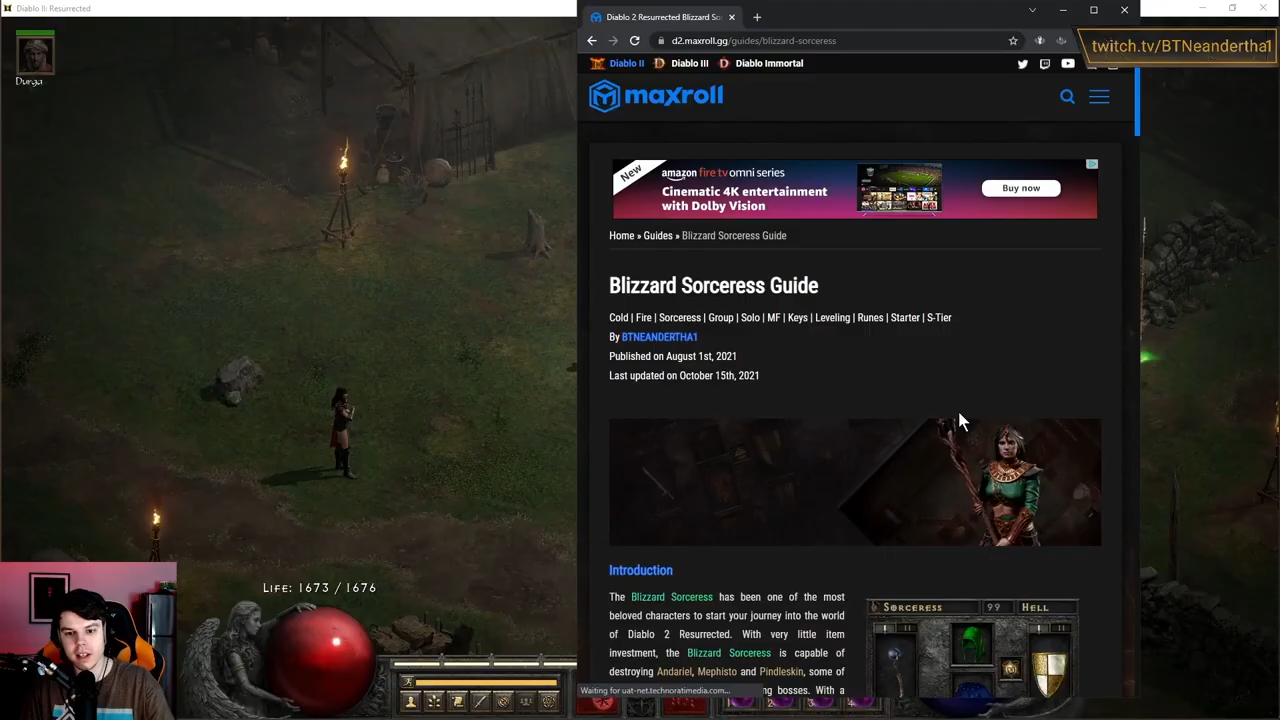 Diablo II: Resurrected
Durga
LIFE: 1673 / 1676
Diablo 2 Resurrected Blizzard So
d2.maxroll.gg/guides/blizzard-sorceress
twitch.tv/BTNeanderthal
Diablo II Diablo III Diablo Immortal
maxroll
New
amazon fire tv omni series
Cinematic 4K entertainment
with Dolby Vision
Buy now
Home » Guides » Blizzard Sorceress Guide
Blizzard Sorceress Guide
Cold | Fire | Sorceress | Group | Solo | MF | Keys | Leveling | Runes | Starter | S-Tier
By BTNEANDERTHA1
Published on August 1st, 2021
Last updated on October 15th, 2021
Introduction
The Blizzard Sorceress has been one of the most
beloved characters to start your journey into the world
of Diablo 2 Resurrected. With very little item
investment, the Blizzard Sorceress is capable of
destroying Andariel, Mephisto and Pindleskin, some of
ng bosses. With a
SORCERESS 99 HELL
I II
I II
Waiting for uat-net.technoratimedia.com...